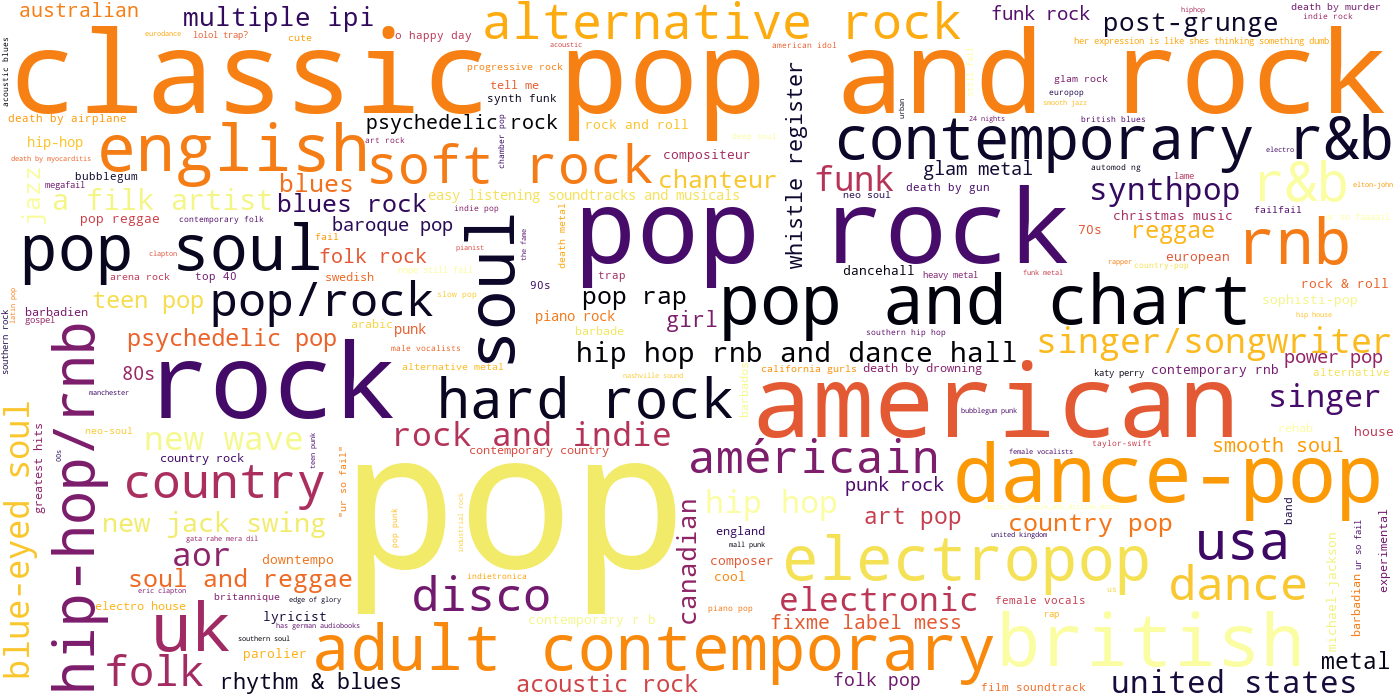 australian
multiple ipi
eurodance
lolol trap?
cute
o happy day
alternative rock
funk rock
hiphop
death by murder
indie rock
post-grunge
acoustic blues
classic pop and rock
acoustic
american idol
her expression is like shes thinking something dumb
progressive rock
tell me
synth funk
glam rock
europop
smooth jazz
urban
death by airplane
psychedelic rock
rock and roll
whistle register
24 nights
british blues
hip-hop
english
art rock
chamber pop
contemporary r&b
death by myocarditis
soft rock
compositeur
glam metal
automod ng
electro
bubblegum
megafail
blues
chanteur
funk
death by gun
neo soul
synthpop
lame
r&b
elton-john
jazz
a filk artist
blues rock
easy listening soundtracks and musicals
pop reggae
contemporary folk
baroque pop
indie pop
pop rock
christmas music
failfail
fail
soul
the fame
death metal
70s
reggae
rnb
pop soul
clapton
folk rock
pianist
european
rapper
country-pop
arena rock
top 40
swedish
trap
dancehall
heavy metal
funk metal
rock & roll
latin pop
teen pop
pop/rock
slow pop
90s
pop rap
pop and chart
sophisti-pop
barbadien
gospel
southern rock
arabic
punk
piano rock
barbade
girl
southern hip hop
hip house
psychedelic pop
male vocalists
hip hop rnb and dance hall
singer/songwriter
power pop
80s
rock
alternative metal
nashville sound
barbados
california gurls
death by drowning
katy perry
contemporary rnb
alternative
manchester
hard rock
american
bubblegum punk
singer
blue-eyed soul
greatest hits
hip-hop/rnb
neo-soul
new wave
rock and indie
rehab
house
00s
country rock
teen punk
"ur so fail"
contemporary country
américain
taylor-swift
female vocalists
smooth soul
country
pop
punk rock
dance-pop
new jack swing
pop punk
industrial rock
canadian
hip hop
art pop
country pop
band
gata rahe mera dil
england
mall punk
united kingdom
usa
aor
downtempo
composer
electropop
michael-jackson
ur so fail
experimental
soul and reggae
indietronica
cool
us
dance
barbadian
eric clapton
britannique
edge of glory
disco
electronic
female vocals
electro house
lyricist
has german audiobooks
contemporary r b
piano pop
fixme label mess
rap
uk
southern soul
parolier
adult contemporary
british
metal
folk
rhythm & blues
acoustic rock
folk pop
film soundtrack
united states